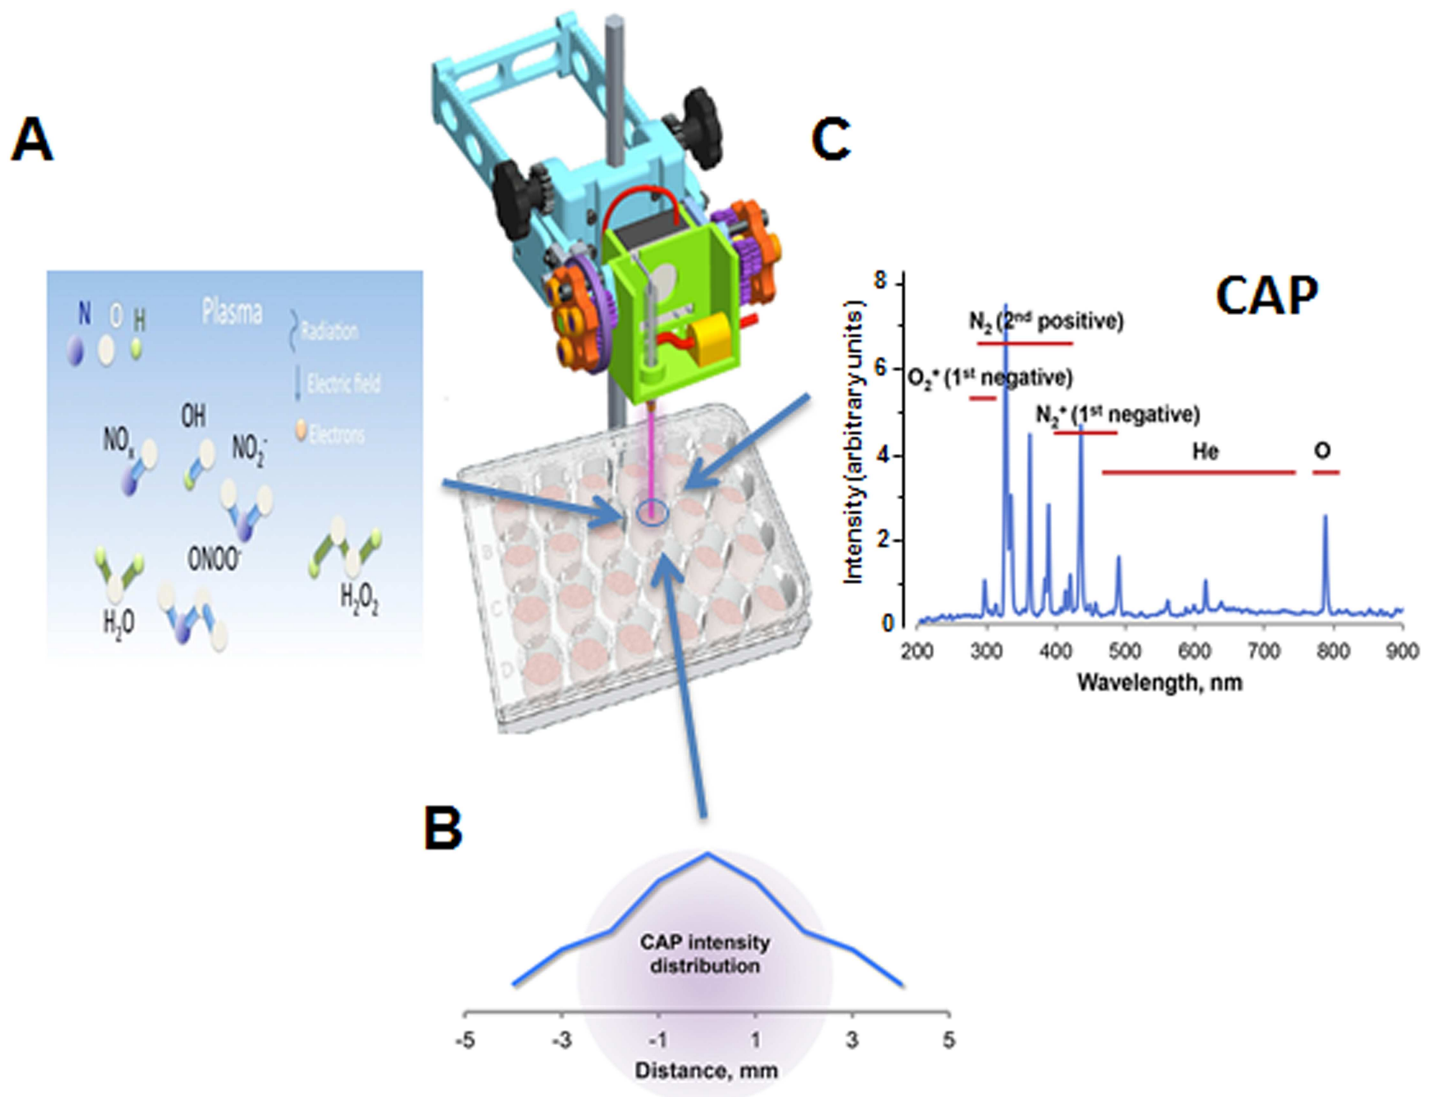 A
N O H
Plasma
Radiation
Electric field
Electrons
OH
NOₓ
NO₂⁻
ONOO⁻
H₂O
H₂O₂
B
C
D
C
CAP
Intensity (arbitrary units)
8
6
4
2
0
N₂ (2ⁿᵈ positive)
O₂⁺ (1ˢᵗ negative)
N₂⁺ (1ˢᵗ negative)
He
O
200 300 400 500 600 700 800 900
Wavelength, nm
B
CAP intensity
distribution
-5 -3 -1 1 3 5
Distance, mm